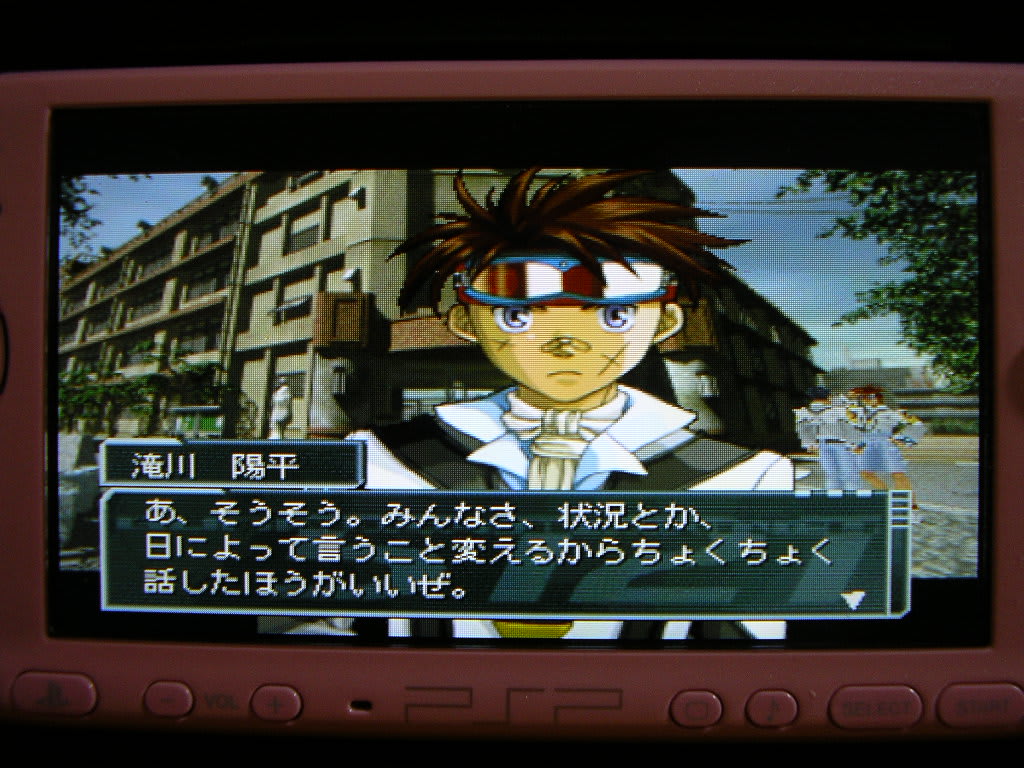 滝川 陽平
あ、そうそう。みんなさ、状況とか、
日によって言うこと変えるからちょくちょく
話したほうがいいぜ。
VOL
PSP
SELECT
START